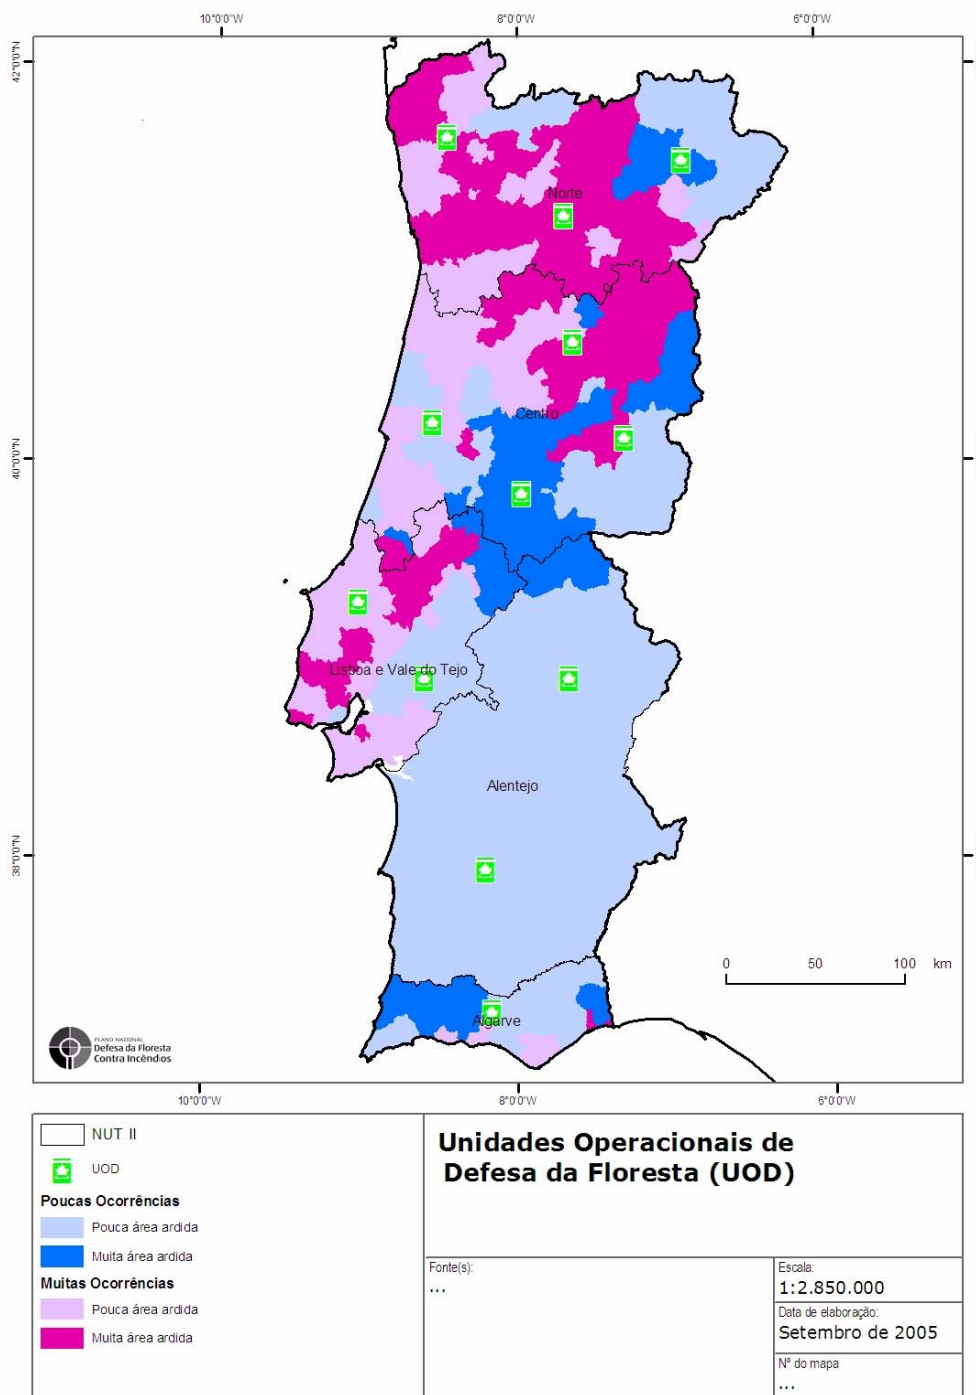 10°0'0"W
8°0'0"W
6°0'0"W
42°0'0"N
Norte
Centro
40°0'0"N
Lisboa e Vale do Tejo
Alentejo
38°0'0"N
0 50 100 km
Algarve
PLANO NACIONAL
Defesa da Floresta
Contra Incêndios
10°0'0"W
8°0'0"W
6°0'0"W
NUT II
UOD
Poucas Ocorrências
Pouca área ardida
Muita área ardida
Muitas Ocorrências
Pouca área ardida
Muita área ardida
Unidades Operacionais de
Defesa da Floresta (UOD)
Fonte(s):
...
Escala:
1:2.850.000
Data de elaboração:
Setembro de 2005
Nº do mapa
...